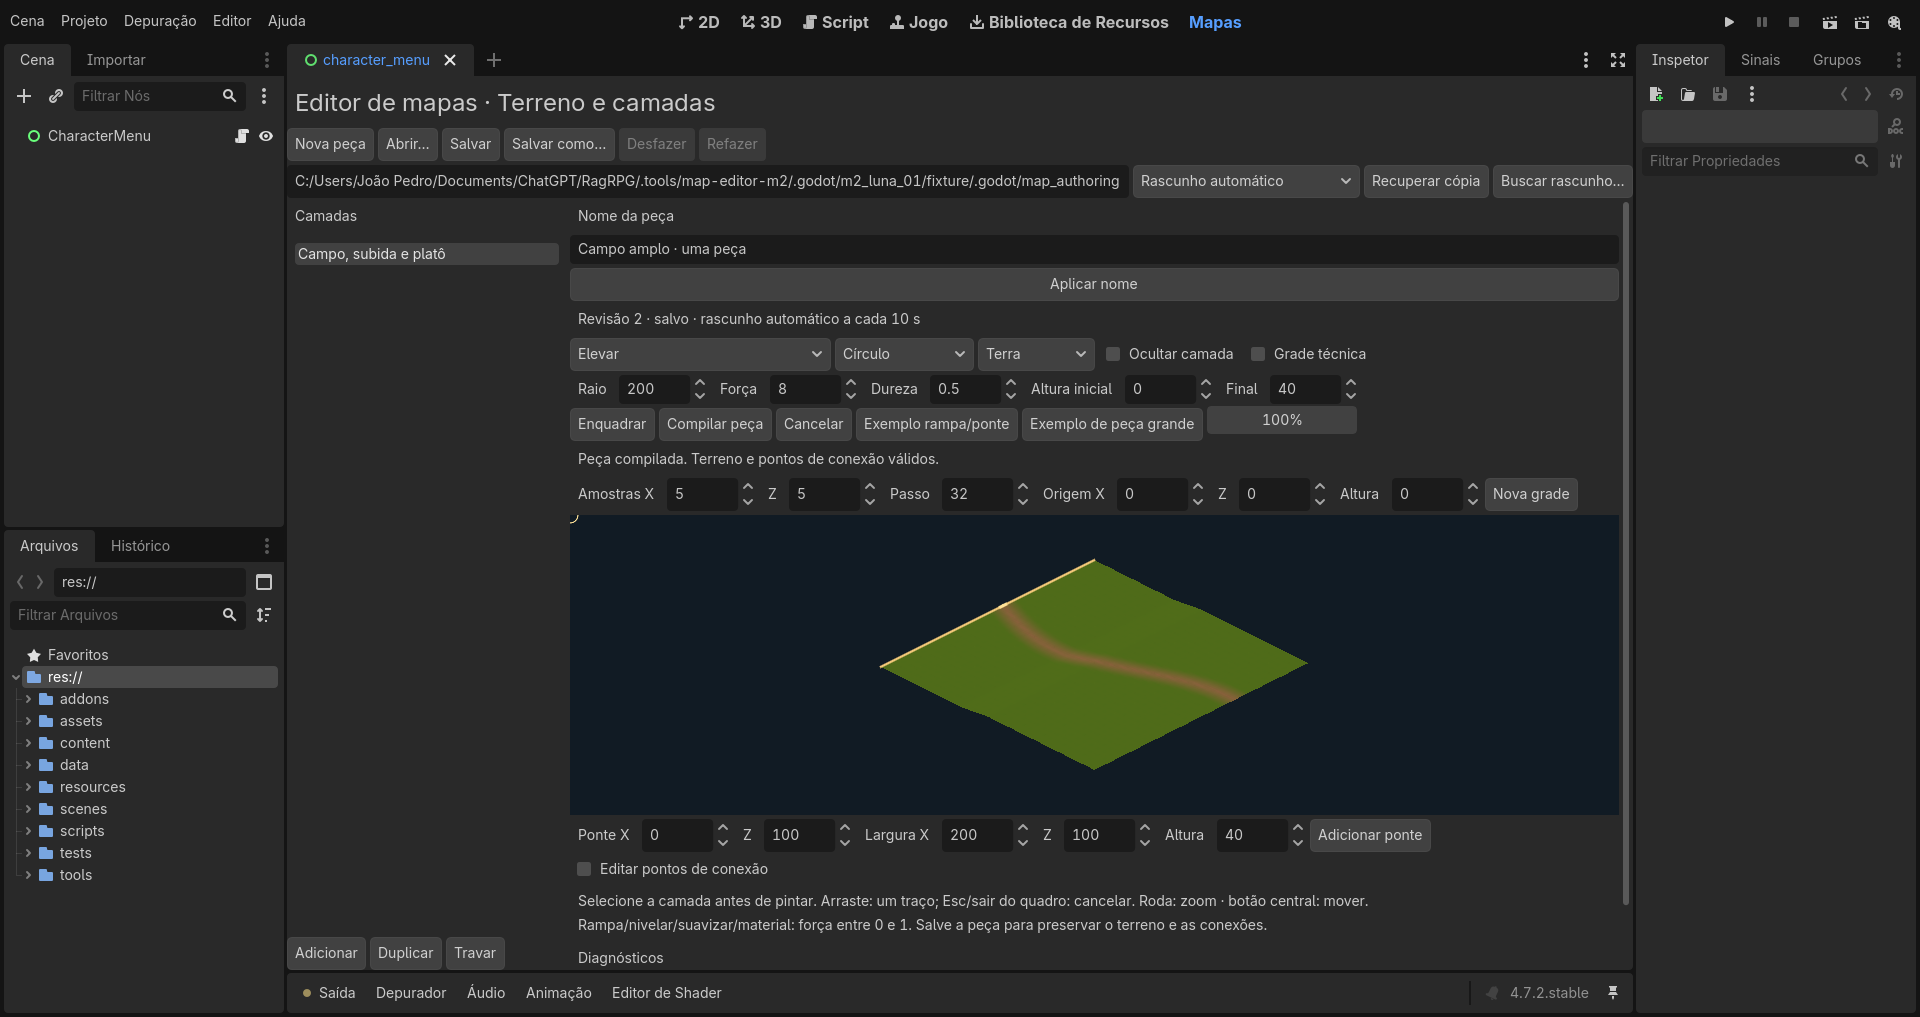 Cena Projeto Depuração Editor Ajuda
2D 3D Script Jogo Biblioteca de Recursos Mapas
Cena Importar
Filtrar Nós
CharacterMenu
character_menu
Editor de mapas · Terreno e camadas
Nova peça Abrir... Salvar Salvar como... Desfazer Refazer
C:/Users/João Pedro/Documents/ChatGPT/RagRPG/.tools/map-editor-m2/.godot/m2_luna_01/fixture/.godot/map_authoring Rascunho automático Recuperar cópia Buscar rascunho...
Camadas
Campo, subida e platô
Nome da peça
Campo amplo · uma peça
Aplicar nome
Revisão 2 · salvo · rascunho automático a cada 10 s
Elevar Círculo Terra Ocultar camada Grade técnica
Raio 200 Força 8 Dureza 0.5 Altura inicial 0 Final 40
Enquadrar Compilar peça Cancelar Exemplo rampa/ponte Exemplo de peça grande 100%
Peça compilada. Terreno e pontos de conexão válidos.
Amostras X 5 Z 5 Passo 32 Origem X 0 Z 0 Altura 0 Nova grade
Ponte X 0 Z 100 Largura X 200 Z 100 Altura 40 Adicionar ponte
Editar pontos de conexão
Selecione a camada antes de pintar. Arraste: um traço; Esc/sair do quadro: cancelar. Roda: zoom · botão central: mover.
Rampa/nivelar/suavizar/material: força entre 0 e 1. Salve a peça para preservar o terreno e as conexões.
Diagnósticos
Adicionar Duplicar Travar
Saída Depurador Áudio Animação Editor de Shader 4.7.2.stable
Arquivos Histórico
res://
Filtrar Arquivos
Favoritos
res://
addons
assets
content
data
resources
scenes
scripts
tests
tools
Inspetor Sinais Grupos
DOC
Filtrar Propriedades